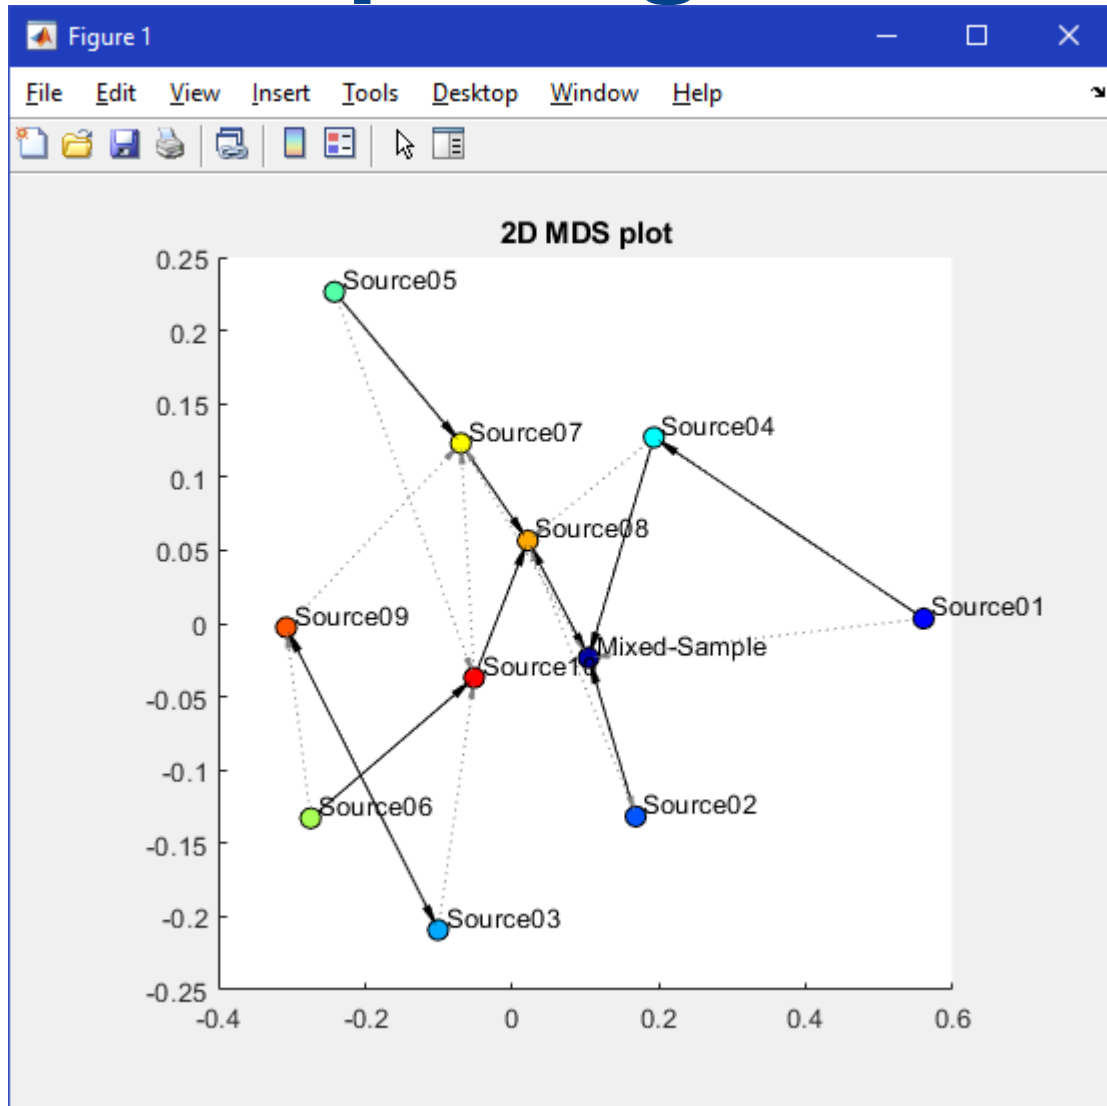 Figure 1
File Edit View Insert Tools Desktop Window Help
2D MDS plot
0.25
0.2
0.15
0.1
0.05
0
-0.05
-0.1
-0.15
-0.2
-0.25
-0.4 -0.2 0 0.2 0.4 0.6
Source05
Source07
Source04
Source08
Source09
Source01
Mixed-Sample
Source10
Source06
Source02
Source03